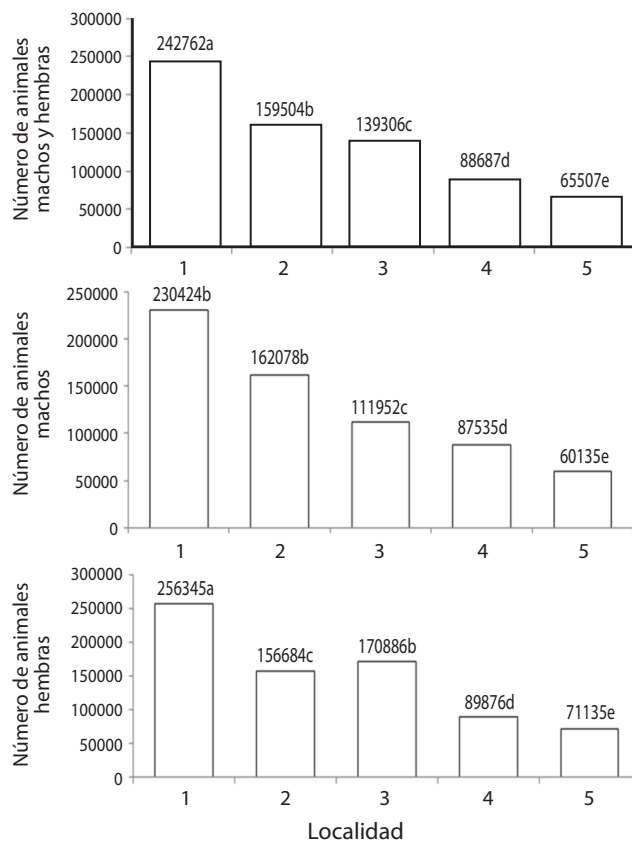 Número de animales
machos y hembras
300000
250000
200000
150000
100000
50000
0
242762a
159504b
139306c
88687d
65507e
1 2 3 4 5
Número de animales
machos
250000
200000
150000
100000
50000
0
230424b
162078b
111952c
87535d
60135e
1 2 3 4 5
Número de animales
hembras
300000
250000
200000
150000
100000
50000
0
256345a
156684c
170886b
89876d
71135e
1 2 3 4 5
Localidad